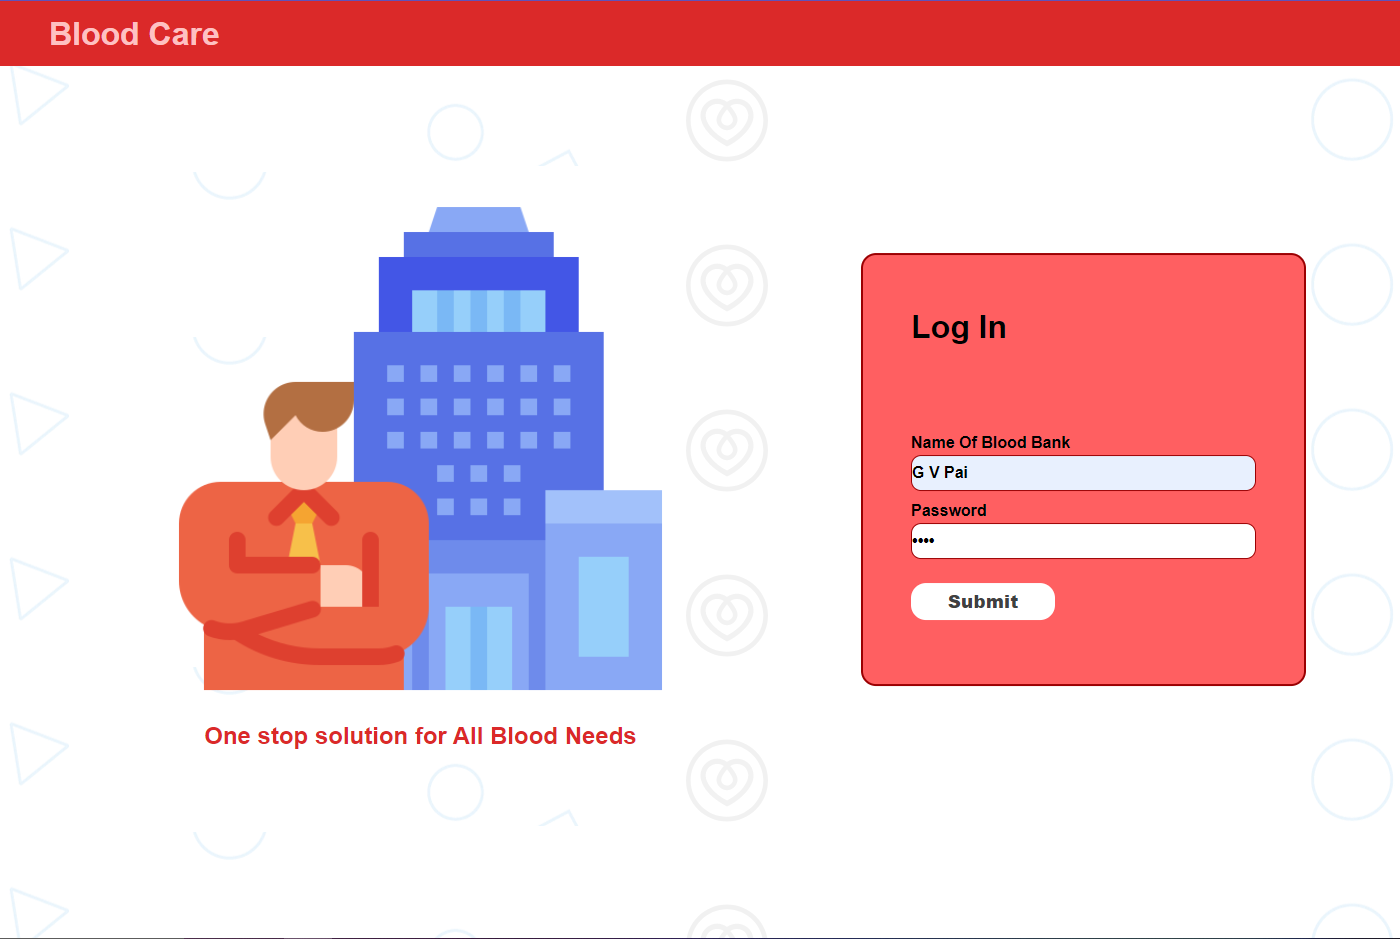 Blood Care
Log In
Name Of Blood Bank
G V Pai
Password
••••
Submit
One stop solution for All Blood Needs